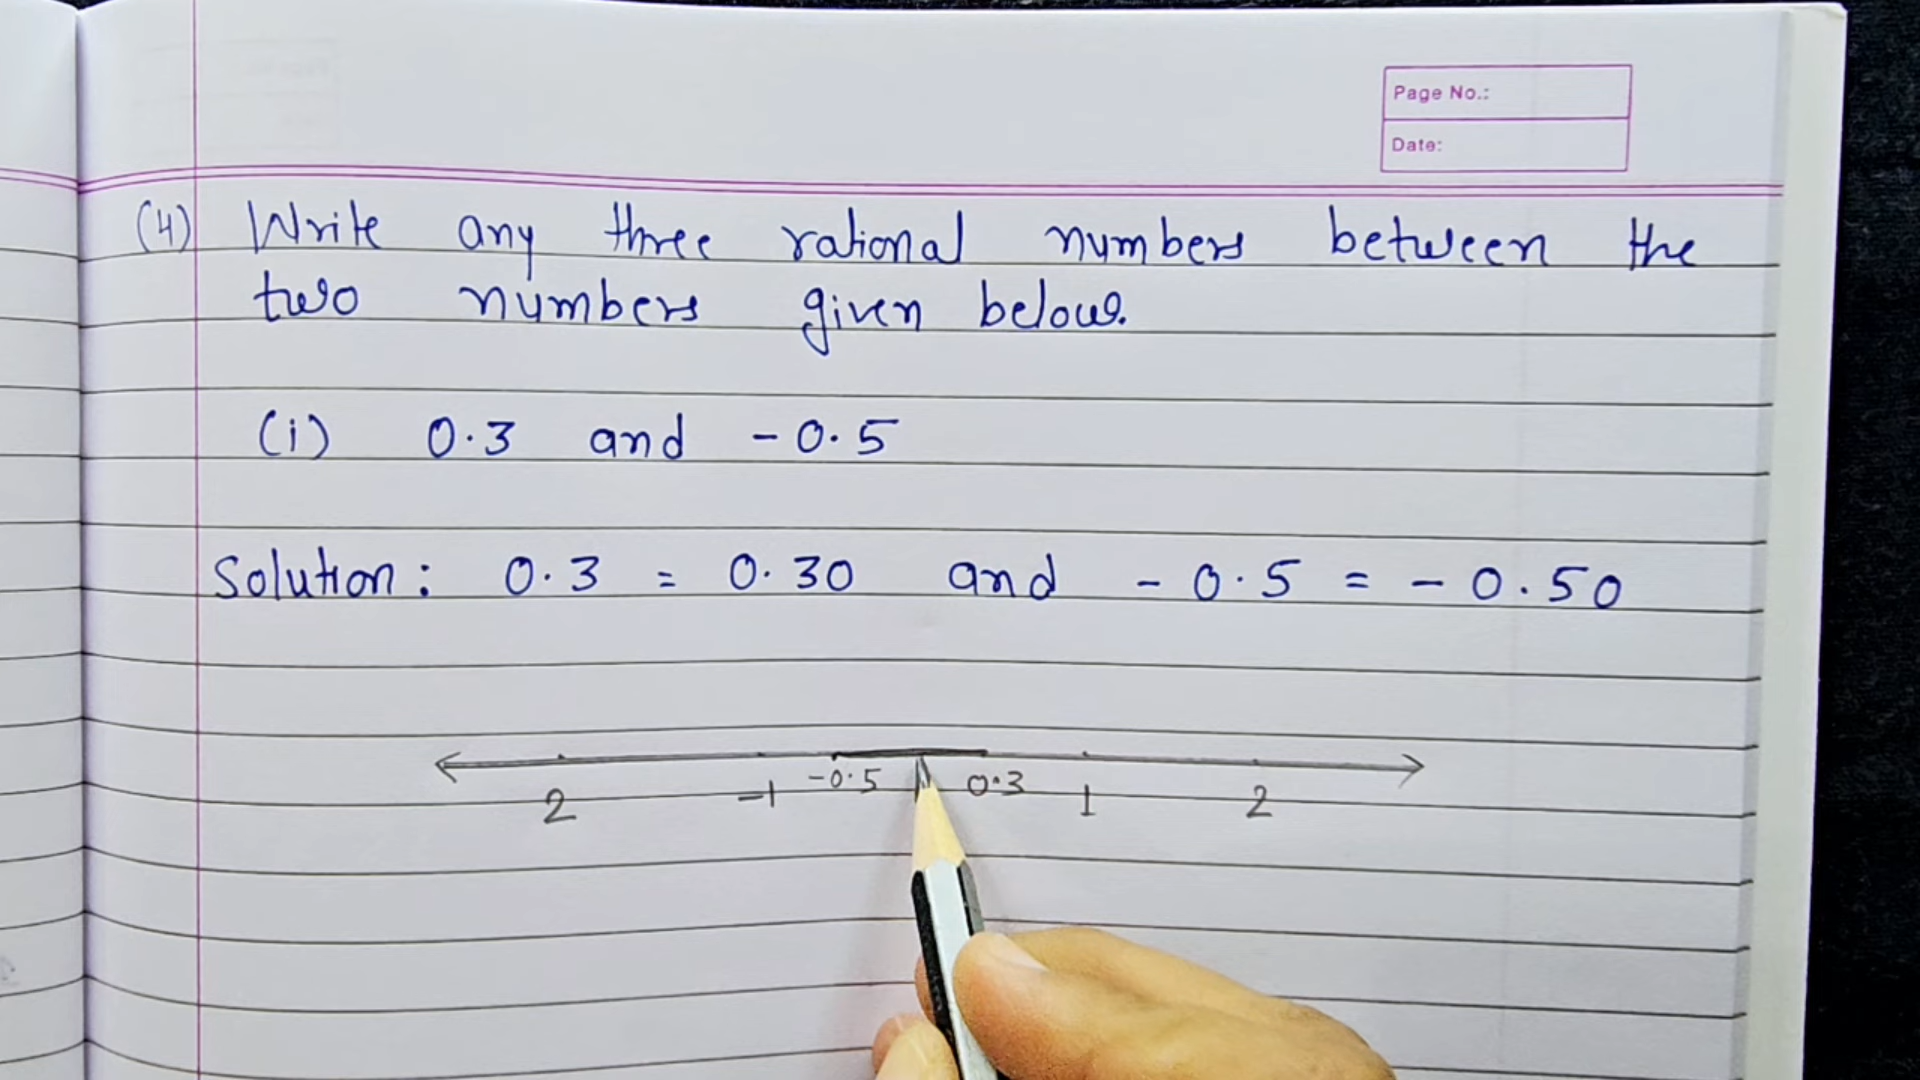 Page No.:
Date:
(4) Write any three rational numbers between the
two numbers given below.
(i) 0.3 and -0.5
Solution: 0.3 = 0.30 and -0.5 = -0.50
2 -1 -0.5 0.3 1 2